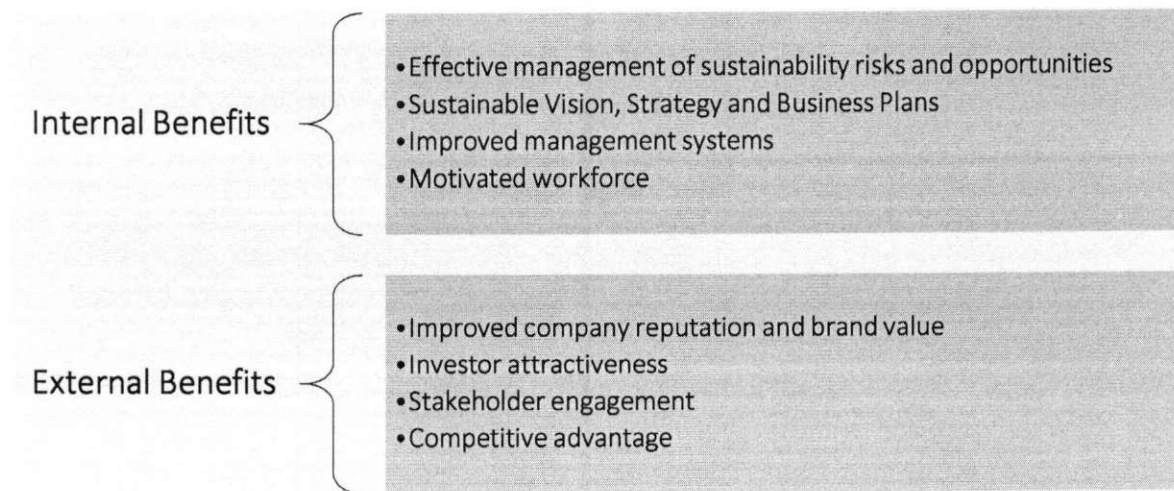 Internal Benefits
•Effective management of sustainability risks and opportunities
•Sustainable Vision, Strategy and Business Plans
•Improved management systems
•Motivated workforce
External Benefits
•Improved company reputation and brand value
•Investor attractiveness
•Stakeholder engagement
•Competitive advantage